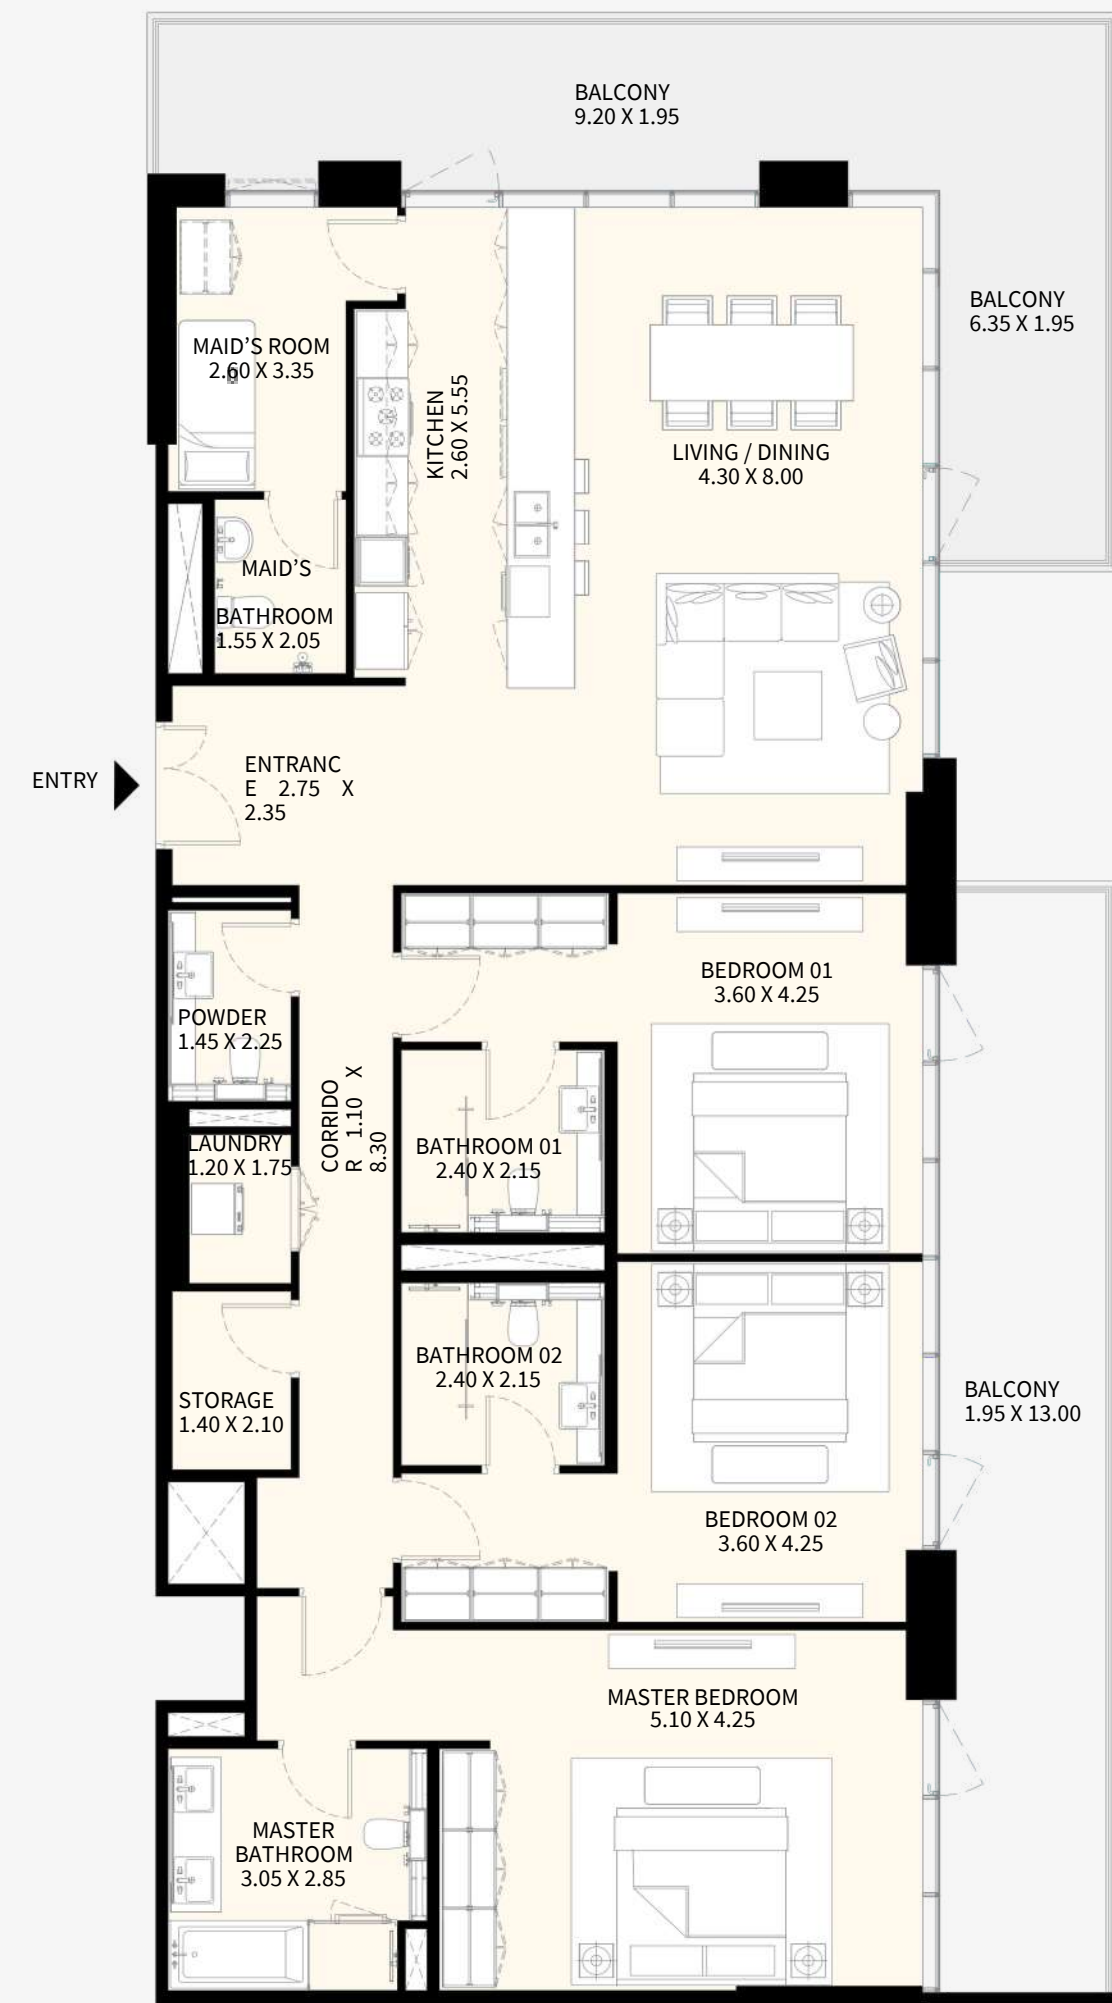 BALCONY
9.20 X 1.95
BALCONY
6.35 X 1.95
MAID'S ROOM
2.60 X 3.35
KITCHEN
2.60 X 5.55
LIVING / DINING
4.30 X 8.00
MAID'S
BATHROOM
1.55 X 2.05
ENTRY
ENTRANC
E 2.75 X
2.35
BEDROOM 01
3.60 X 4.25
POWDER
1.45 X 2.25
CORRIDO
R 1.10 X
8.30
LAUNDRY
1.20 X 1.75
BATHROOM 01
2.40 X 2.15
BATHROOM 02
2.40 X 2.15
STORAGE
1.40 X 2.10
BALCONY
1.95 X 13.00
BEDROOM 02
3.60 X 4.25
MASTER BEDROOM
5.10 X 4.25
MASTER
BATHROOM
3.05 X 2.85